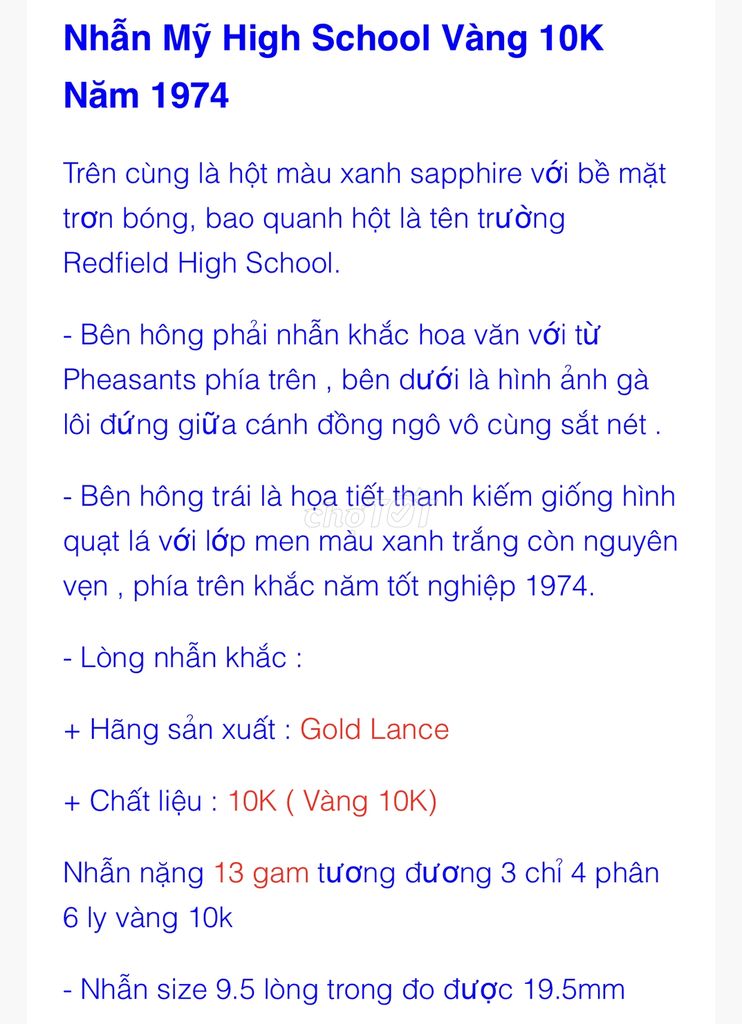 Nhẫn Mỹ High School Vàng 10K
Năm 1974
Trên cùng là hột màu xanh sapphire với bề mặt
trơn bóng, bao quanh hột là tên trường
Redfield High School.
- Bên hông phải nhẫn khắc hoa văn với từ
Pheasants phía trên , bên dưới là hình ảnh gà
lôi đứng giữa cánh đồng ngô vô cùng sắt nét .
- Bên hông trái là họa tiết thanh kiếm giống hình
chợTỐT
quạt lá với lớp men màu xanh trắng còn nguyên
vẹn , phía trên khắc năm tốt nghiệp 1974.
- Lòng nhẫn khắc :
+ Hãng sản xuất : Gold Lance
+ Chất liệu : 10K ( Vàng 10K)
Nhẫn nặng 13 gam tương đương 3 chỉ 4 phân
6 ly vàng 10k
- Nhẫn size 9.5 lòng trong đo được 19.5mm